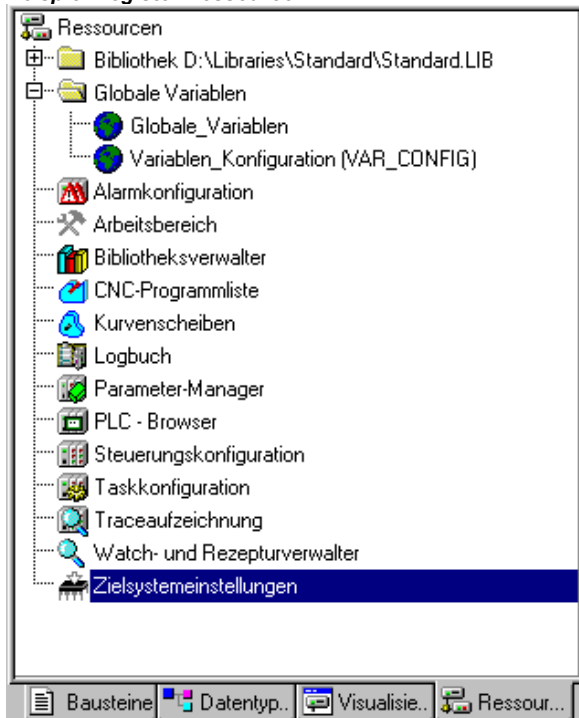 Ressourcen
Bibliothek D:\Libraries\Standard\Standard.LIB
Globale Variablen
Globale_Variablen
Variablen_Konfiguration (VAR_CONFIG)
Alarmkonfiguration
Arbeitsbereich
Bibliotheksverwalter
CNC-Programmliste
Kurvenscheiben
Logbuch
Parameter-Manager
PLC - Browser
Steuerungskonfiguration
Taskkonfiguration
Traceaufzeichnung
Watch- und Rezepturverwalter
Zielsystemeinstellungen
Bausteine Datentyp.. Visualisie.. Ressour...